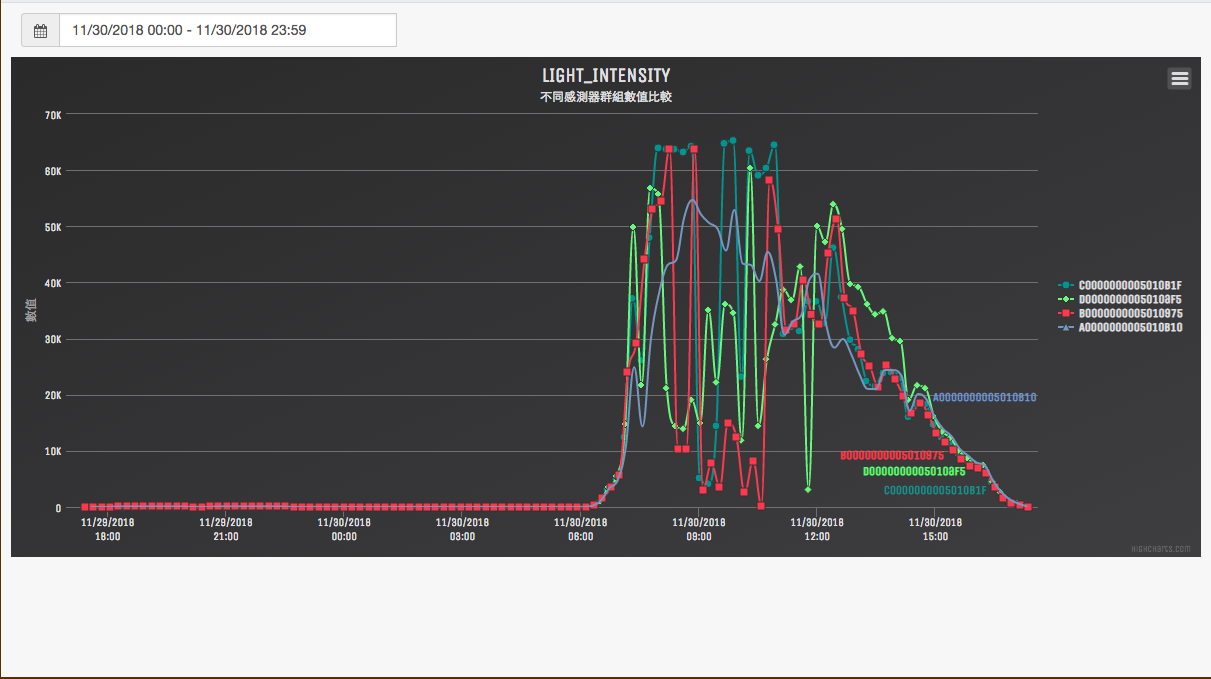 11/30/2018 00:00 - 11/30/2018 23:59
LIGHT_INTENSITY
不同感測器群組數值比較
70K
60K
50K
40K
30K
20K
10K
0
數值
C0000000005010B1F
D00000000050108F5
B0000000005010975
A0000000005010B10
A0000000005010B10
B0000000005010975
D00000000050108F5
C0000000005010B1F
11/29/2018 18:00
11/29/2018 21:00
11/30/2018 00:00
11/30/2018 03:00
11/30/2018 06:00
11/30/2018 09:00
11/30/2018 12:00
11/30/2018 15:00
Highcharts.com